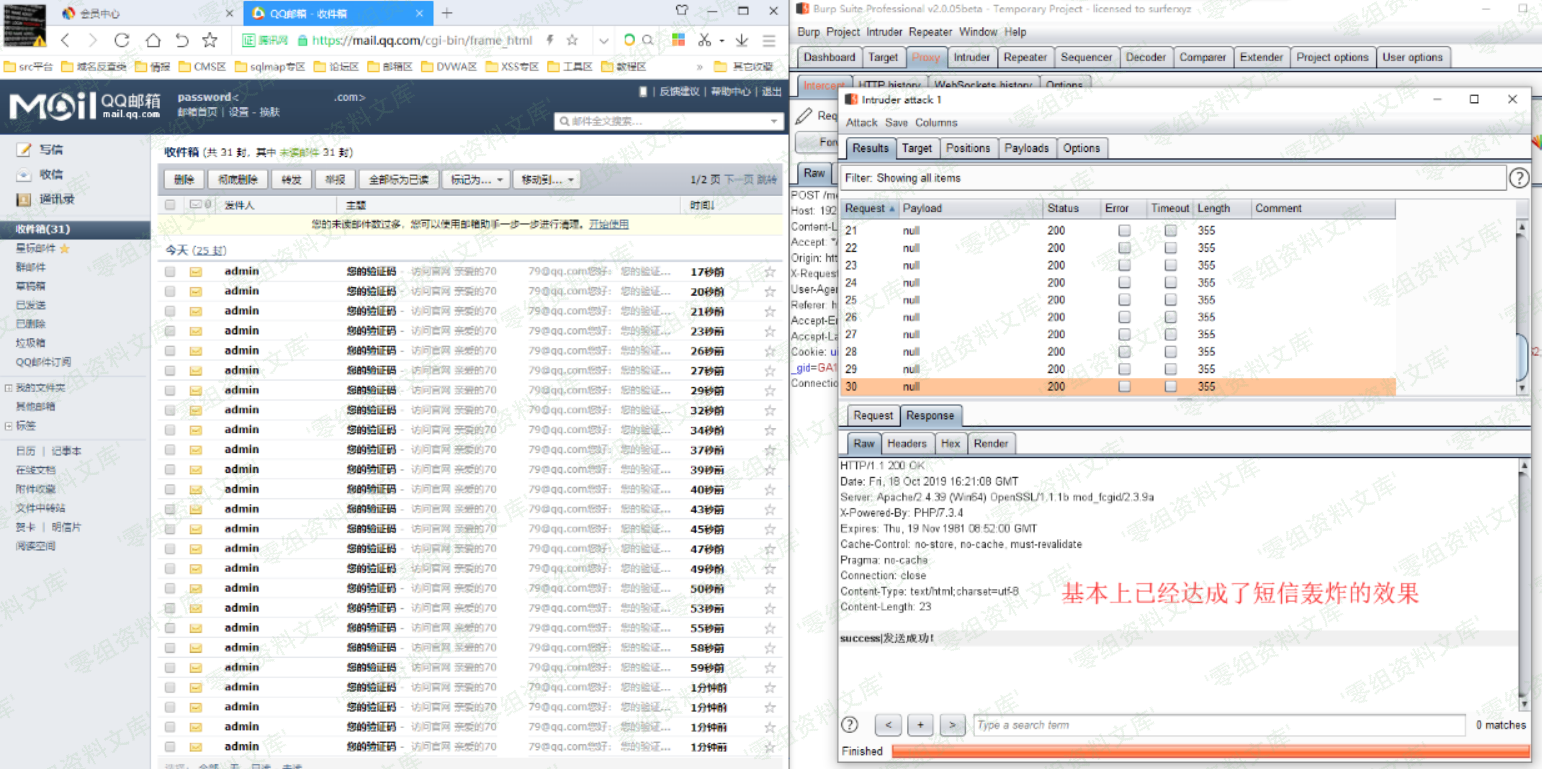 会员中心
QQ邮箱 - 收件箱
证 腾讯网 https://mail.qq.com/cgi-bin/frame_html
src平台 域名反查续 情报 CMS区 sqlmap专区 论坛区 邮箱区 DVWA区 XSS专区 工具区 教程区 » 其它收藏
Mail QQ邮箱 mail.qq.com
password< .com>
邮箱首页 | 设置 - 换肤
| 反馈建议 | 帮助中心 | 退出
邮件全文搜索...
写信
收信
通讯录
收件箱(31)
星标邮件
群邮件
草稿箱
已发送
已删除
垃圾箱
QQ邮件订阅
我的文件夹
其他邮箱
标签
日历 | 记事本
在线文档
附件收藏
文件中转站
贺卡 | 明信片
阅读空间
收件箱 (共 31 封, 其中 未读邮件 31 封)
删除 彻底删除 转发 举报 全部标为已读 标记为... 移动到... 1/2 页 下一页 跳转
发件人 主题 时间↓
您的未读邮件数过多, 您可以使用邮箱助手一步一步进行清理。 开始使用
今天 (25 封)
admin 您的验证码 - 访问官网 亲爱的70 79@qq.com您好: 您的验证... 17秒前
admin 您的验证码 - 访问官网 亲爱的70 79@qq.com您好: 您的验证... 20秒前
admin 您的验证码 - 访问官网 亲爱的70 79@qq.com您好: 您的验证... 21秒前
admin 您的验证码 - 访问官网 亲爱的70 79@qq.com您好: 您的验证... 23秒前
admin 您的验证码 - 访问官网 亲爱的70 79@qq.com您好: 您的验证... 26秒前
admin 您的验证码 - 访问官网 亲爱的70 79@qq.com您好: 您的验证... 27秒前
admin 您的验证码 - 访问官网 亲爱的70 79@qq.com您好: 您的验证... 29秒前
admin 您的验证码 - 访问官网 亲爱的70 79@qq.com您好: 您的验证... 32秒前
admin 您的验证码 - 访问官网 亲爱的70 79@qq.com您好: 您的验证... 34秒前
admin 您的验证码 - 访问官网 亲爱的70 79@qq.com您好: 您的验证... 37秒前
admin 您的验证码 - 访问官网 亲爱的70 79@qq.com您好: 您的验证... 39秒前
admin 您的验证码 - 访问官网 亲爱的70 79@qq.com您好: 您的验证... 40秒前
admin 您的验证码 - 访问官网 亲爱的70 79@qq.com您好: 您的验证... 43秒前
admin 您的验证码 - 访问官网 亲爱的70 79@qq.com您好: 您的验证... 45秒前
admin 您的验证码 - 访问官网 亲爱的70 79@qq.com您好: 您的验证... 47秒前
admin 您的验证码 - 访问官网 亲爱的70 79@qq.com您好: 您的验证... 49秒前
admin 您的验证码 - 访问官网 亲爱的70 79@qq.com您好: 您的验证... 50秒前
admin 您的验证码 - 访问官网 亲爱的70 79@qq.com您好: 您的验证... 53秒前
admin 您的验证码 - 访问官网 亲爱的70 79@qq.com您好: 您的验证... 55秒前
admin 您的验证码 - 访问官网 亲爱的70 79@qq.com您好: 您的验证... 58秒前
admin 您的验证码 - 访问官网 亲爱的70 79@qq.com您好: 您的验证... 59秒前
admin 您的验证码 - 访问官网 亲爱的70 79@qq.com您好: 您的验证... 1分钟前
admin 您的验证码 - 访问官网 亲爱的70 79@qq.com您好: 您的验证... 1分钟前
admin 您的验证码 - 访问官网 亲爱的70 79@qq.com您好: 您的验证... 1分钟前
admin 您的验证码 - 访问官网 亲爱的70 79@qq.com您好: 您的验证... 1分钟前
Burp Suite Professional v2.0.05beta - Temporary Project - licensed to surferxyz
Burp Project Intruder Repeater Window Help
Dashboard Target Proxy Intruder Repeater Sequencer Decoder Comparer Extender Project options User options
Intercept HTTP history WebSockets history Options
Req
For
Raw
POST /me
Host: 192
Content-L
Accept: */
Origin: htt
X-Request
User-Agen
Referer: h
Accept-En
Accept-La
Cookie: u
_gid=GA1
Connectio
Intruder attack 1
Attack Save Columns
Results Target Positions Payloads Options
Filter: Showing all items
Request Payload Status Error Timeout Length Comment
21 null 200 355
22 null 200 355
23 null 200 355
24 null 200 355
25 null 200 355
26 null 200 355
27 null 200 355
28 null 200 355
29 null 200 355
30 null 200 355
Request Response
Raw Headers Hex Render
HTTP/1.1 200 OK
Date: Fri, 18 Oct 2019 16:21:08 GMT
Server: Apache/2.4.39 (Win64) OpenSSL/1.1.1b mod_fcgid/2.3.9a
X-Powered-By: PHP/7.3.4
Expires: Thu, 19 Nov 1981 08:52:00 GMT
Cache-Control: no-store, no-cache, must-revalidate
Pragma: no-cache
Connection: close
Content-Type: text/html;charset=utf-8
Content-Length: 23
success|发送成功!
基本上已经达成了短信轰炸的效果
? < + > Type a search term 0 matches
Finished
'零组资料文库'